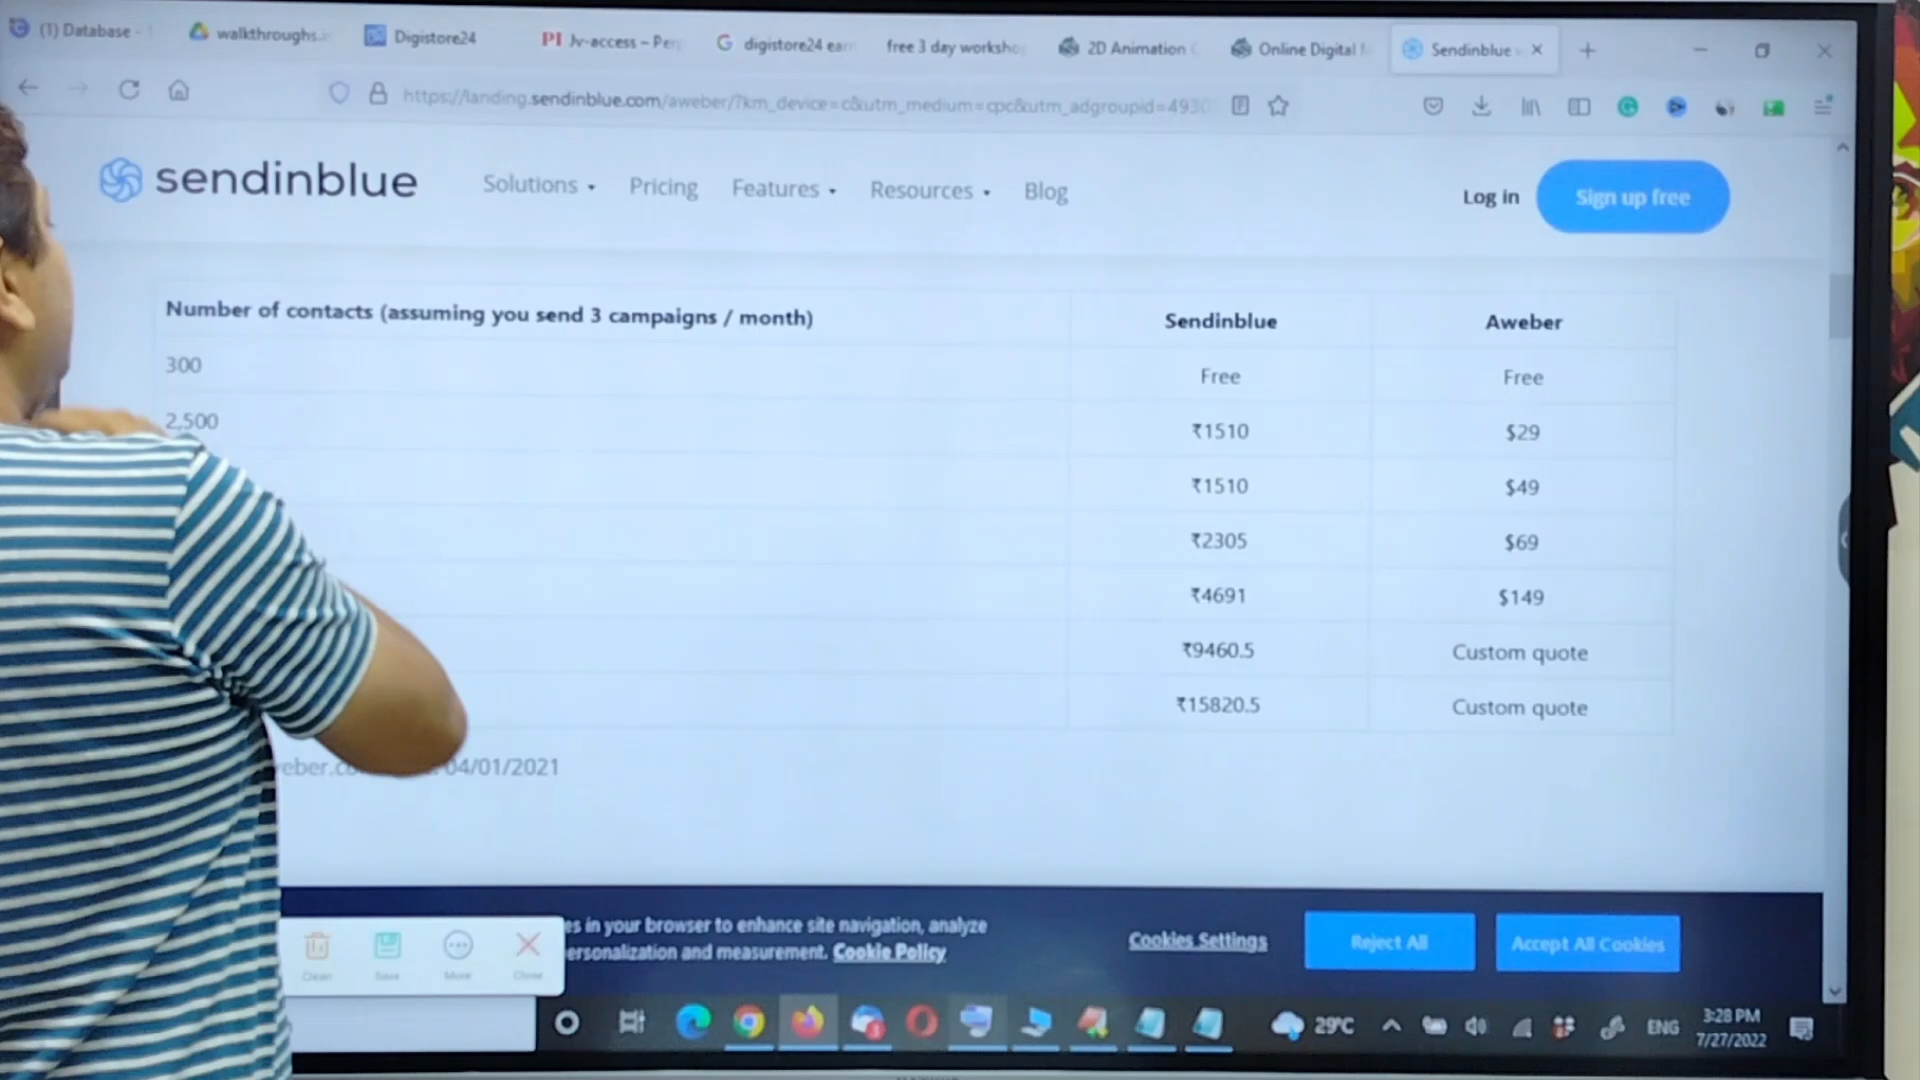 (1) Database -
walkthroughs.
Digistore24
Jv-access – Per
digistore24 earn
free 3 day worksho
2D Animation C
Online Digital
Sendinblue
https://landing.sendinblue.com/aweber/?km_device=c&utm_medium=cpc&utm_adgroupid=4930
sendinblue
Solutions
Pricing
Features
Resources
Blog
Log in
Sign up free
Number of contacts (assuming you send 3 campaigns / month) Sendinblue Aweber
300 Free Free
2,500 ₹1510 $29
₹1510 $49
₹2305 $69
₹4691 $149
₹9460.5 Custom quote
₹15820.5 Custom quote
04/01/2021
es in your browser to enhance site navigation, analyze
ersonalization and measurement. Cookie Policy
Cookies Settings
Reject All
Accept All Cookies
Clean
Save
More
Close
29°C
ENG
3:28 PM
7/27/2022